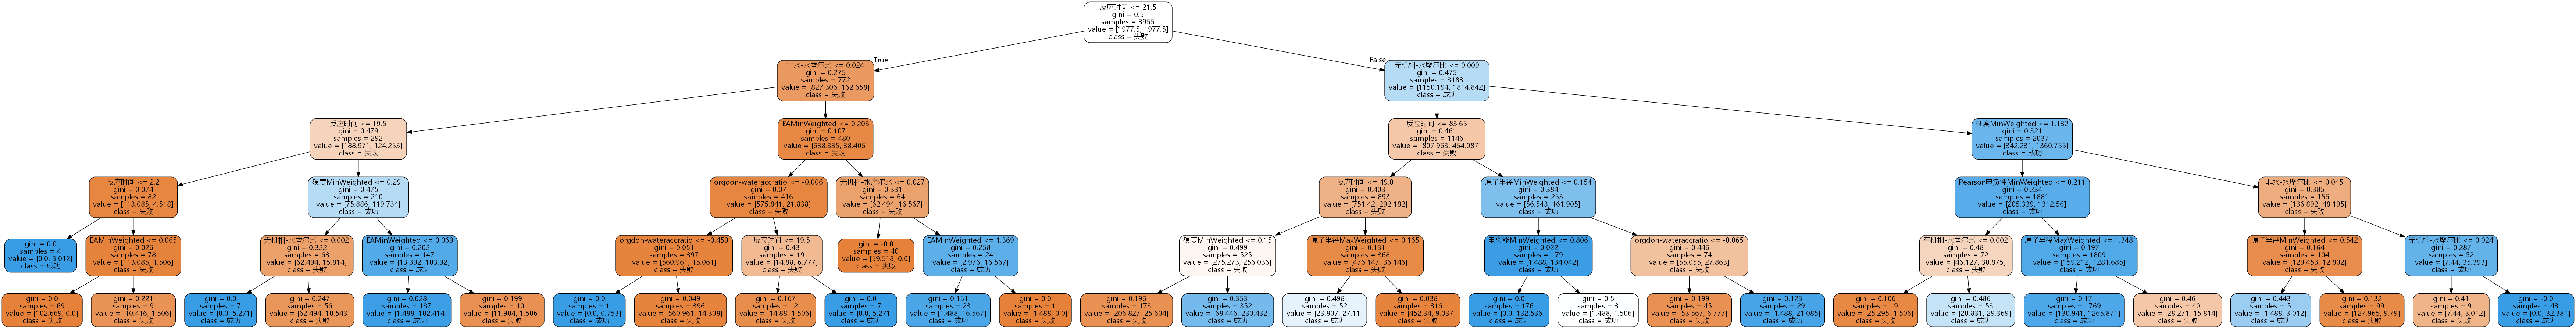 反应时间 <= 21.5
gini = 0.5
samples = 3955
value = [1977.5, 1977.5]
class = 失败
True
False
非水-水摩尔比 <= 0.024
gini = 0.275
samples = 772
value = [827.306, 162.658]
class = 失败
无机相-水摩尔比 <= 0.009
gini = 0.475
samples = 3183
value = [1150.194, 1814.842]
class = 成功
反应时间 <= 19.5
gini = 0.479
samples = 292
value = [188.971, 124.253]
class = 失败
EAMinWeighted <= 0.203
gini = 0.107
samples = 480
value = [638.335, 38.405]
class = 失败
反应时间 <= 83.65
gini = 0.461
samples = 1146
value = [807.963, 454.087]
class = 失败
硬度MinWeighted <= 1.132
gini = 0.321
samples = 2037
value = [342.231, 1360.755]
class = 成功
反应时间 <= 2.2
gini = 0.074
samples = 82
value = [113.085, 4.518]
class = 失败
硬度MinWeighted <= 0.291
gini = 0.475
samples = 210
value = [75.886, 119.734]
class = 成功
orgdon-wateraccratio <= -0.006
gini = 0.07
samples = 416
value = [575.841, 21.838]
class = 失败
无机相-水摩尔比 <= 0.027
gini = 0.331
samples = 64
value = [62.494, 16.567]
class = 失败
反应时间 <= 49.0
gini = 0.403
samples = 893
value = [751.42, 292.182]
class = 失败
原子半径MinWeighted <= 0.154
gini = 0.384
samples = 253
value = [56.543, 161.905]
class = 成功
Pearson电负性MinWeighted <= 0.211
gini = 0.234
samples = 1881
value = [205.339, 1312.56]
class = 成功
非水-水摩尔比 <= 0.045
gini = 0.385
samples = 156
value = [136.892, 48.195]
class = 失败
gini = 0.0
samples = 4
value = [0.0, 3.012]
class = 成功
EAMinWeighted <= 0.065
gini = 0.026
samples = 78
value = [113.085, 1.506]
class = 失败
无机相-水摩尔比 <= 0.002
gini = 0.322
samples = 63
value = [62.494, 15.814]
class = 失败
EAMinWeighted <= 0.069
gini = 0.202
samples = 147
value = [13.392, 103.92]
class = 成功
orgdon-wateraccratio <= -0.459
gini = 0.051
samples = 397
value = [560.961, 15.061]
class = 失败
反应时间 <= 19.5
gini = 0.43
samples = 19
value = [14.88, 6.777]
class = 失败
gini = -0.0
samples = 40
value = [59.518, 0.0]
class = 失败
EAMinWeighted <= 1.369
gini = 0.258
samples = 24
value = [2.976, 16.567]
class = 成功
硬度MinWeighted <= 0.15
gini = 0.499
samples = 525
value = [275.273, 256.036]
class = 失败
原子半径MaxWeighted <= 0.165
gini = 0.131
samples = 368
value = [476.147, 36.146]
class = 失败
电离能MinWeighted <= 0.806
gini = 0.022
samples = 179
value = [1.488, 134.042]
class = 成功
orgdon-wateraccratio <= -0.065
gini = 0.446
samples = 74
value = [55.055, 27.863]
class = 失败
有机相-水摩尔比 <= 0.002
gini = 0.48
samples = 72
value = [46.127, 30.875]
class = 失败
原子半径MaxWeighted <= 1.348
gini = 0.197
samples = 1809
value = [159.212, 1281.685]
class = 成功
原子半径MinWeighted <= 0.542
gini = 0.164
samples = 104
value = [129.453, 12.802]
class = 失败
无机相-水摩尔比 <= 0.024
gini = 0.287
samples = 52
value = [7.44, 35.393]
class = 成功
gini = 0.0
samples = 69
value = [102.669, 0.0]
class = 失败
gini = 0.221
samples = 9
value = [10.416, 1.506]
class = 失败
gini = 0.0
samples = 7
value = [0.0, 5.271]
class = 成功
gini = 0.247
samples = 56
value = [62.494, 10.543]
class = 失败
gini = 0.028
samples = 137
value = [1.488, 102.414]
class = 成功
gini = 0.199
samples = 10
value = [11.904, 1.506]
class = 失败
gini = 0.0
samples = 1
value = [0.0, 0.753]
class = 成功
gini = 0.049
samples = 396
value = [560.961, 14.308]
class = 失败
gini = 0.167
samples = 12
value = [14.88, 1.506]
class = 失败
gini = 0.0
samples = 7
value = [0.0, 5.271]
class = 成功
gini = 0.151
samples = 23
value = [1.488, 16.567]
class = 成功
gini = 0.0
samples = 1
value = [1.488, 0.0]
class = 失败
gini = 0.196
samples = 173
value = [206.827, 25.604]
class = 失败
gini = 0.353
samples = 352
value = [68.446, 230.432]
class = 成功
gini = 0.498
samples = 52
value = [23.807, 27.11]
class = 成功
gini = 0.038
samples = 316
value = [452.34, 9.037]
class = 失败
gini = 0.0
samples = 176
value = [0.0, 132.536]
class = 成功
gini = 0.5
samples = 3
value = [1.488, 1.506]
class = 成功
gini = 0.199
samples = 45
value = [53.567, 6.777]
class = 失败
gini = 0.123
samples = 29
value = [1.488, 21.085]
class = 成功
gini = 0.106
samples = 19
value = [25.295, 1.506]
class = 失败
gini = 0.486
samples = 53
value = [20.831, 29.369]
class = 成功
gini = 0.17
samples = 1769
value = [130.941, 1265.871]
class = 成功
gini = 0.46
samples = 40
value = [28.271, 15.814]
class = 失败
gini = 0.443
samples = 5
value = [1.488, 3.012]
class = 成功
gini = 0.132
samples = 99
value = [127.965, 9.79]
class = 失败
gini = 0.41
samples = 9
value = [7.44, 3.012]
class = 失败
gini = -0.0
samples = 43
value = [0.0, 32.381]
class = 成功